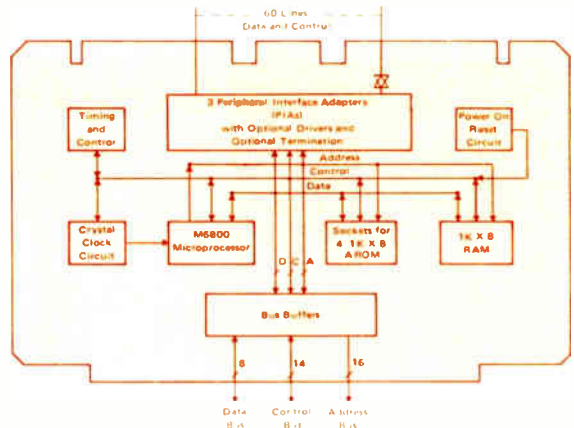 60 Lines
Data and Control
3 Peripheral Interface Adapters
(PIAs)
with Optional Drivers and
Optional Termination
Timing
and
Control
Power On
Reset
Circuit
Address
Control
Data
Crystal
Clock
Circuit
M6800
Microprocessor
Sockets for
4 1K X 8
AROM
1K X 8
RAM
D C A
Bus Buffers
8
14
16
Data
Bus
Control
Bus
Address
Bus